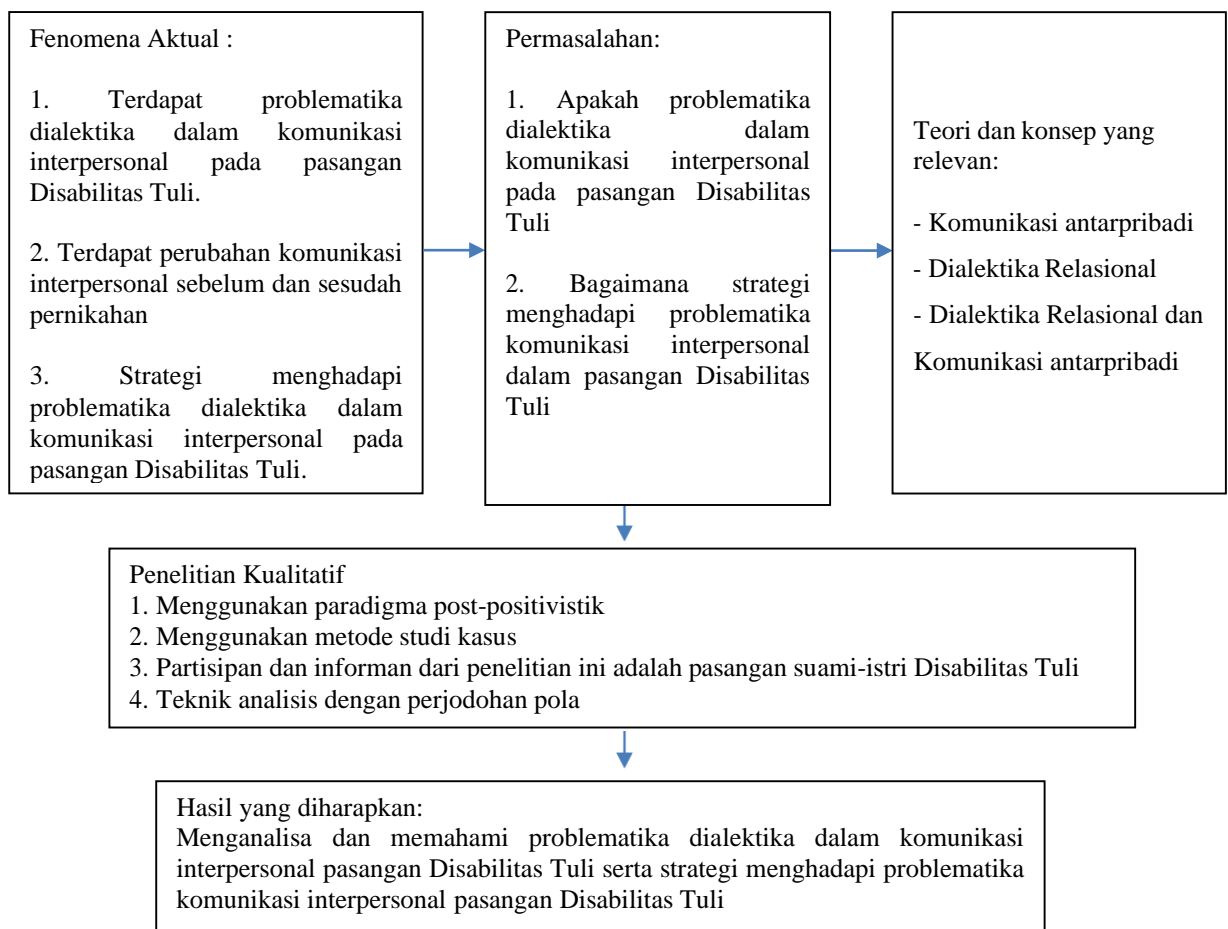 Fenomena Aktual :
1. Terdapat problematika
dialektika dalam komunikasi
interpersonal pada pasangan
Disabilitas Tuli.
2. Terdapat perubahan komunikasi
interpersonal sebelum dan sesudah
pernikahan
3. Strategi menghadapi
problematika dialektika dalam
komunikasi interpersonal pada
pasangan Disabilitas Tuli.
Permasalahan:
1. Apakah problematika
dialektika dalam
komunikasi interpersonal
pada pasangan Disabilitas
Tuli
2. Bagaimana strategi
menghadapi problematika
komunikasi interpersonal
dalam pasangan Disabilitas
Tuli
Teori dan konsep yang
relevan:
- Komunikasi antarpribadi
- Dialektika Relasional
- Dialektika Relasional dan
Komunikasi antarpribadi
Penelitian Kualitatif
1. Menggunakan paradigma post-positivistik
2. Menggunakan metode studi kasus
3. Partisipan dan informan dari penelitian ini adalah pasangan suami-istri Disabilitas Tuli
4. Teknik analisis dengan perjodohan pola
Hasil yang diharapkan:
Menganalisa dan memahami problematika dialektika dalam komunikasi
interpersonal pasangan Disabilitas Tuli serta strategi menghadapi problematika
komunikasi interpersonal pasangan Disabilitas Tuli